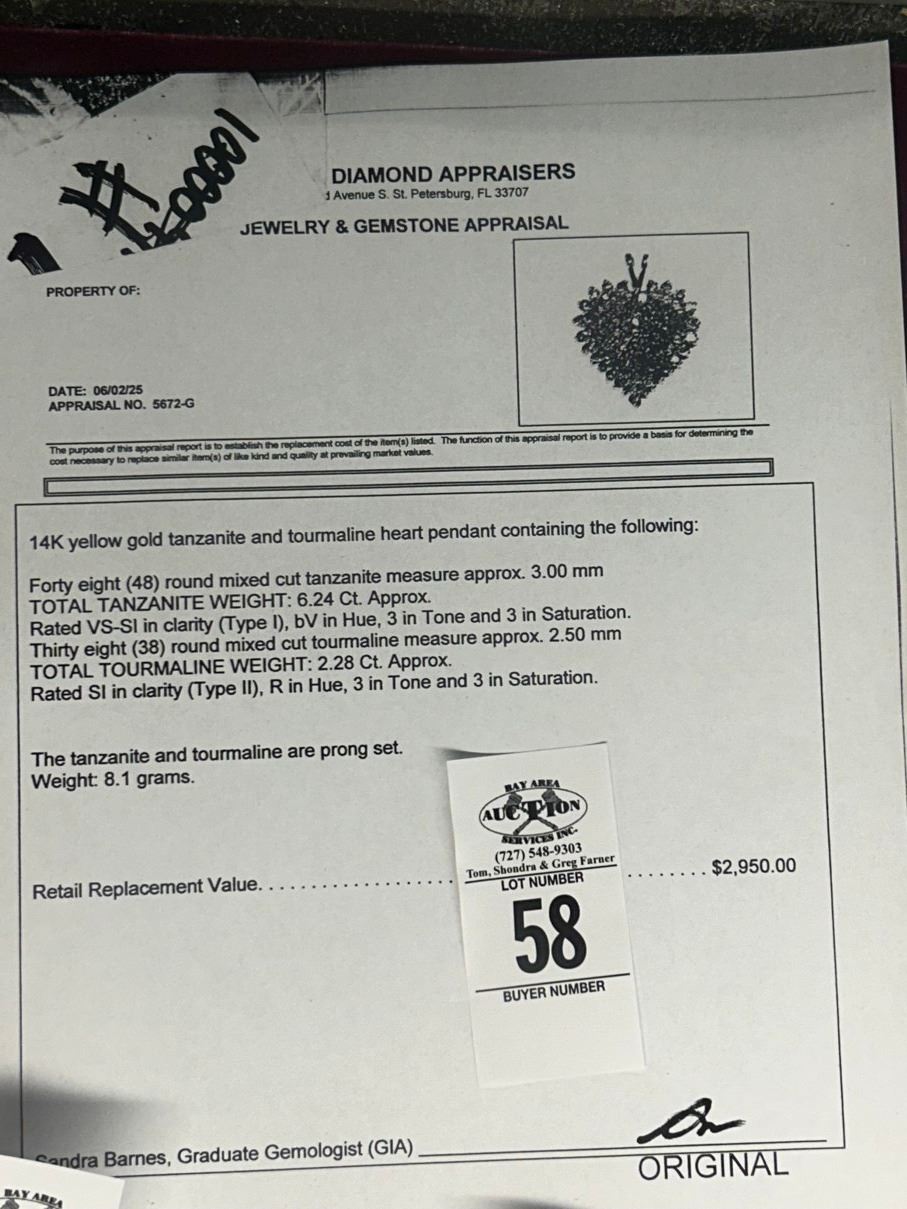 DIAMOND APPRAISERS
Avenue S. St. Petersburg, FL 33707
JEWELRY & GEMSTONE APPRAISAL
PROPERTY OF:
DATE: 06/02/25
APPRAISAL NO. 5672-G
The purpose of this appraisal report is to establish the replacement cost of the item(s) listed. The function of this appraisal report is to provide a basis for determining the
cost necessary to replace similar item(s) of like kind and quality at prevailing market values.
14K yellow gold tanzanite and tourmaline heart pendant containing the following:
Forty eight (48) round mixed cut tanzanite measure approx. 3.00 mm
TOTAL TANZANITE WEIGHT: 6.24 Ct. Approx.
Rated VS-SI in clarity (Type I), bV in Hue, 3 in Tone and 3 in Saturation.
Thirty eight (38) round mixed cut tourmaline measure approx. 2.50 mm
TOTAL TOURMALINE WEIGHT: 2.28 Ct. Approx.
Rated SI in clarity (Type II), R in Hue, 3 in Tone and 3 in Saturation.
The tanzanite and tourmaline are prong set.
Weight: 8.1 grams.
Retail Replacement Value. . . . . . . . . . . . . . . . . . . . . . . . . $2,950.00
BAY AREA
AUCTION
SERVICES INC.
(727) 548-9303
Tom, Shondra & Greg Farner
LOT NUMBER
58
BUYER NUMBER
Sandra Barnes, Graduate Gemologist (GIA)
ORIGINAL
BAY AREA